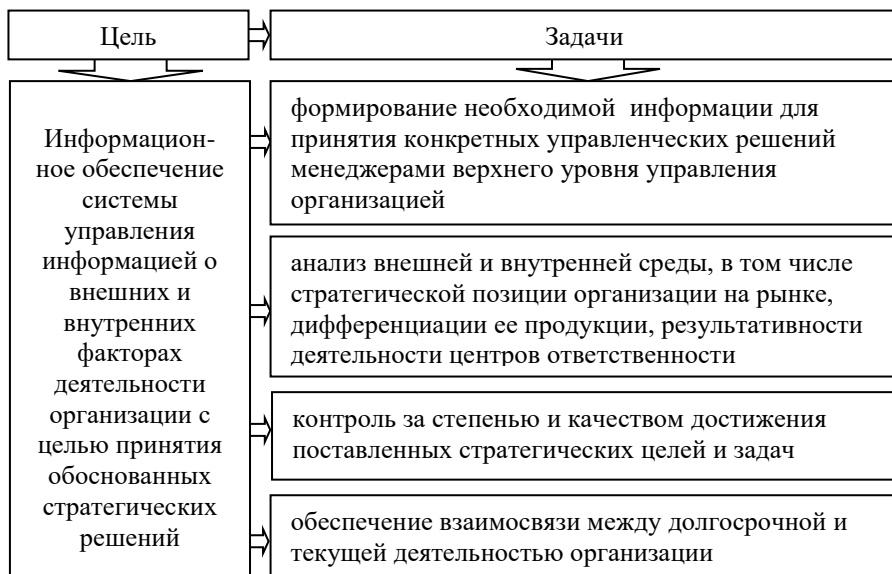 Цель
Задачи
Информацион-
ное обеспечение
системы
управления
информацией о
внешних и
внутренних
факторах
деятельности
организации с
целью принятия
обоснованных
стратегических
решений
формирование необходимой информации для
принятия конкретных управленческих решений
менеджерами верхнего уровня управления
организацией
анализ внешней и внутренней среды, в том числе
стратегической позиции организации на рынке,
дифференциации ее продукции, результативности
деятельности центров ответственности
контроль за степенью и качеством достижения
поставленных стратегических целей и задач
обеспечение взаимосвязи между долгосрочной и
текущей деятельностью организации